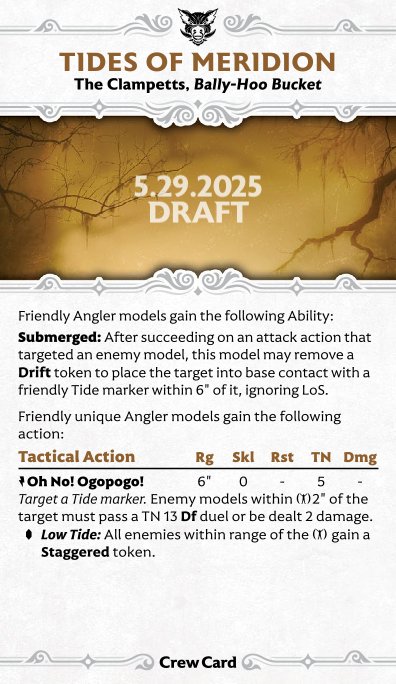 TIDES OF MERIDION
The Clampetts, Bally-Hoo Bucket
5.29.2025
DRAFT
Friendly Angler models gain the following Ability:
Submerged: After succeeding on an attack action that
targeted an enemy model, this model may remove a
Drift token to place the target into base contact with a
friendly Tide marker within 6" of it, ignoring LoS.
Friendly unique Angler models gain the following
action:
Tactical Action Rg Skl Rst TN Dmg
Oh No! Ogopogo! 6" 0 - 5 -
Target a Tide marker. Enemy models within 2" of the
target must pass a TN 13 Df duel or be dealt 2 damage.
Low Tide: All enemies within range of the gain a
Staggered token.
Crew Card